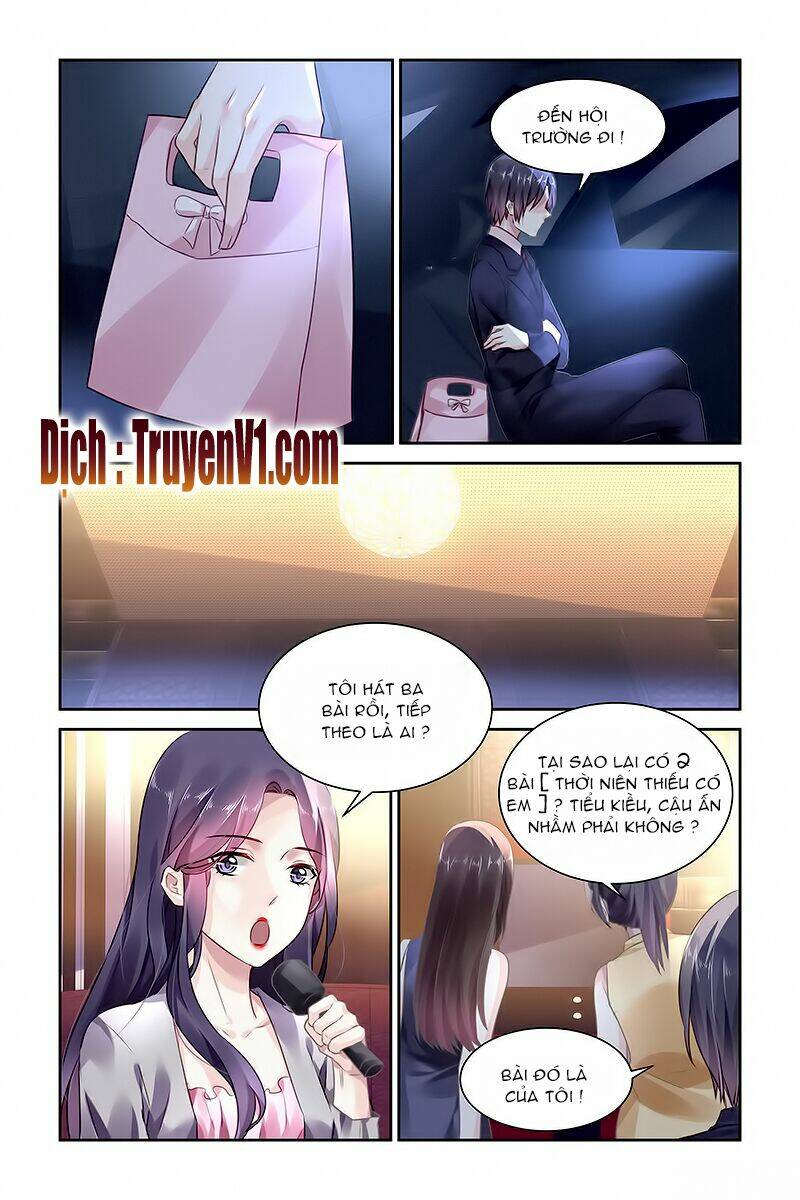 ĐẾN HỘI
TRƯỜNG ĐI !
Dịch : TruyenV1.com
TÔI HÁT BA
BÀI RỒI, TIẾP
THEO LÀ AI ?
TẠI SAO LẠI CÓ 2
BÀI [ THỜI NIÊN THIẾU CÓ
EM ] ? TIỂU KIỀU, CẬU ẤN
NHẦM PHẢI KHÔNG ?
BÀI ĐÓ LÀ
CỦA TÔI !